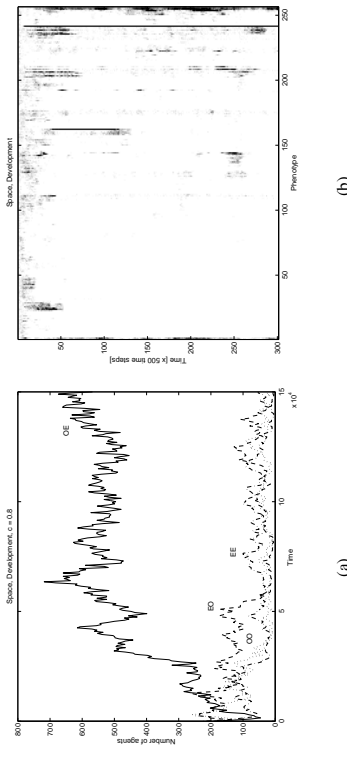 Space, Development, c = 0.8
800
700
600
500
400
300
200
100
0
Number of agents
OE
EO
OO
EE
0
5
10
15
x 10⁴
Time
(a)
Space, Development
50
100
150
200
250
300
Time [x 500 time steps]
50
100
150
200
250
Phenotype
(b)